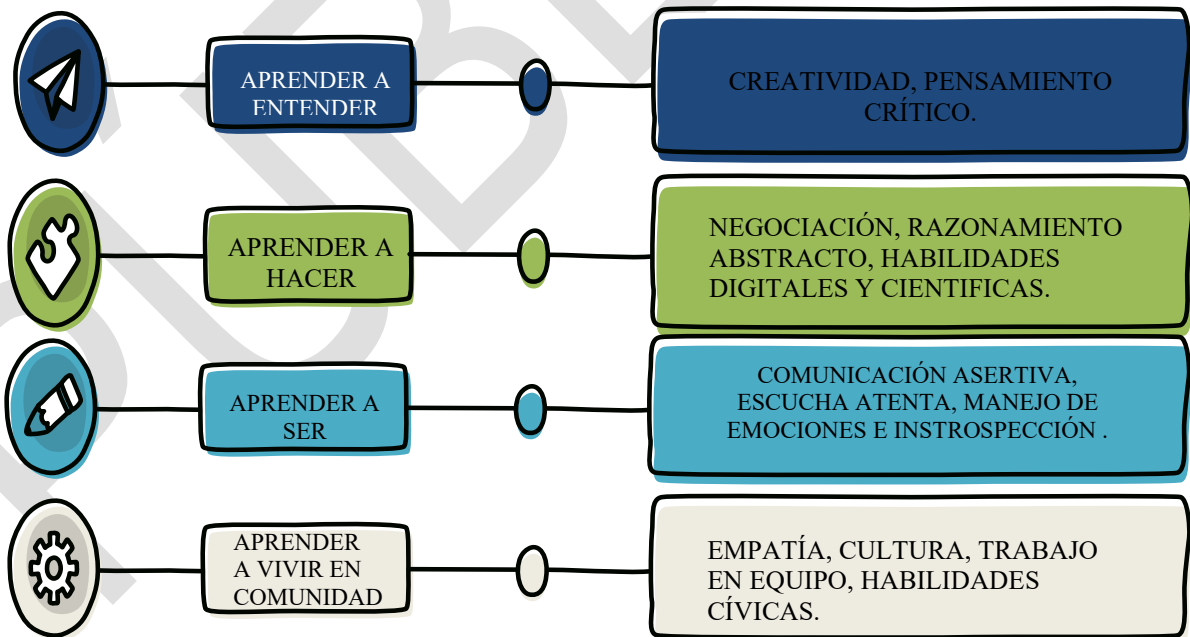 APRENDER A
ENTENDER
CREATIVIDAD, PENSAMIENTO
CRÍTICO.
APRENDER A
HACER
NEGOCIACIÓN, RAZONAMIENTO
ABSTRACTO, HABILIDADES
DIGITALES Y CIENTIFICAS.
APRENDER A
SER
COMUNICACIÓN ASERTIVA,
ESCUCHA ATENTA, MANEJO DE
EMOCIONES E INSTROSPECCIÓN .
APRENDER
A VIVIR EN
COMUNIDAD
EMPATÍA, CULTURA, TRABAJO
EN EQUIPO, HABILIDADES
CÍVICAS.